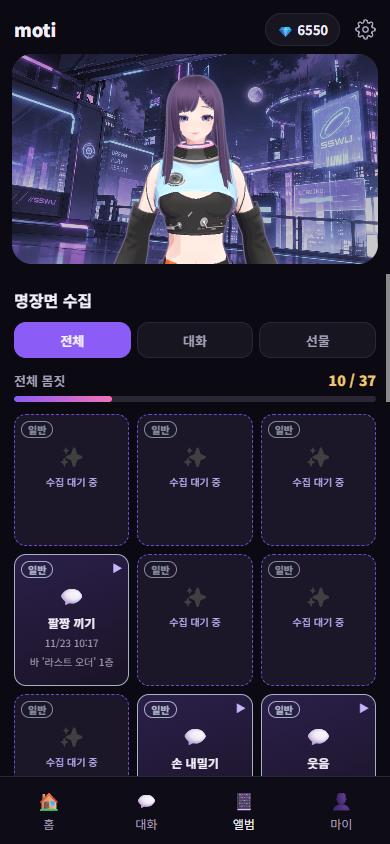 moti
6550
SSWU
SSWU
명장면 수집
전체
대화
선물
전체 몸짓
10 / 37
일반
일반
일반
수집 대기 중
수집 대기 중
수집 대기 중
일반
일반
일반
팔짱 끼기
수집 대기 중
수집 대기 중
11/23 10:17
바 '라스트 오더' 1층
일반
일반
일반
수집 대기 중
손 내밀기
웃음
홈
대화
앨범
마이